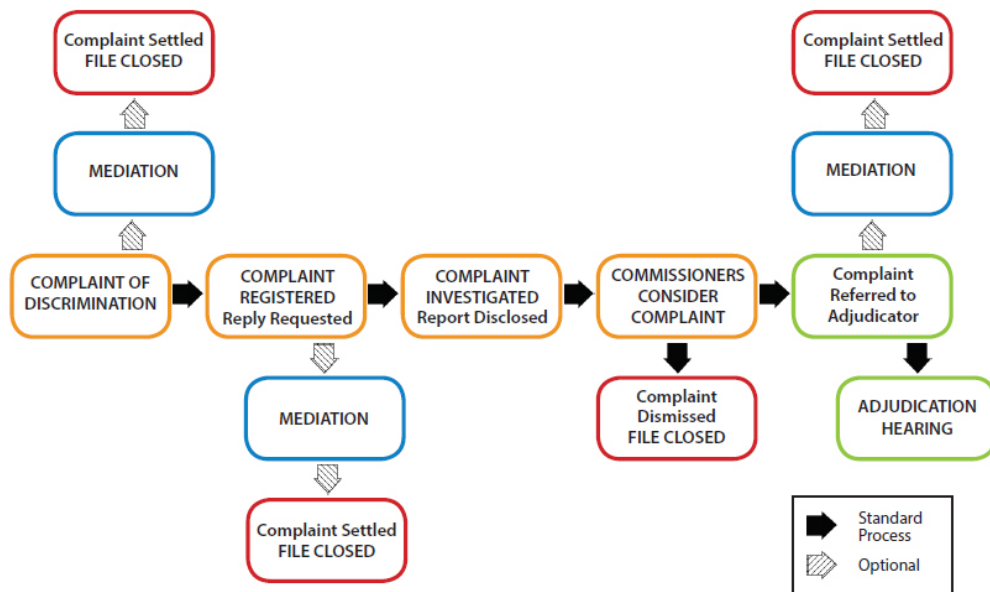 Complaint Settled
FILE CLOSED
Complaint Settled
FILE CLOSED
MEDIATION
MEDIATION
COMPLAINT OF
DISCRIMINATION
COMPLAINT
REGISTERED
Reply Requested
COMPLAINT
INVESTIGATED
Report Disclosed
COMMISSIONERS
CONSIDER
COMPLAINT
Complaint
Referred to
Adjudicator
MEDIATION
Complaint
Dismissed
FILE CLOSED
ADJUDICATION
HEARING
Complaint Settled
FILE CLOSED
Standard
Process
Optional